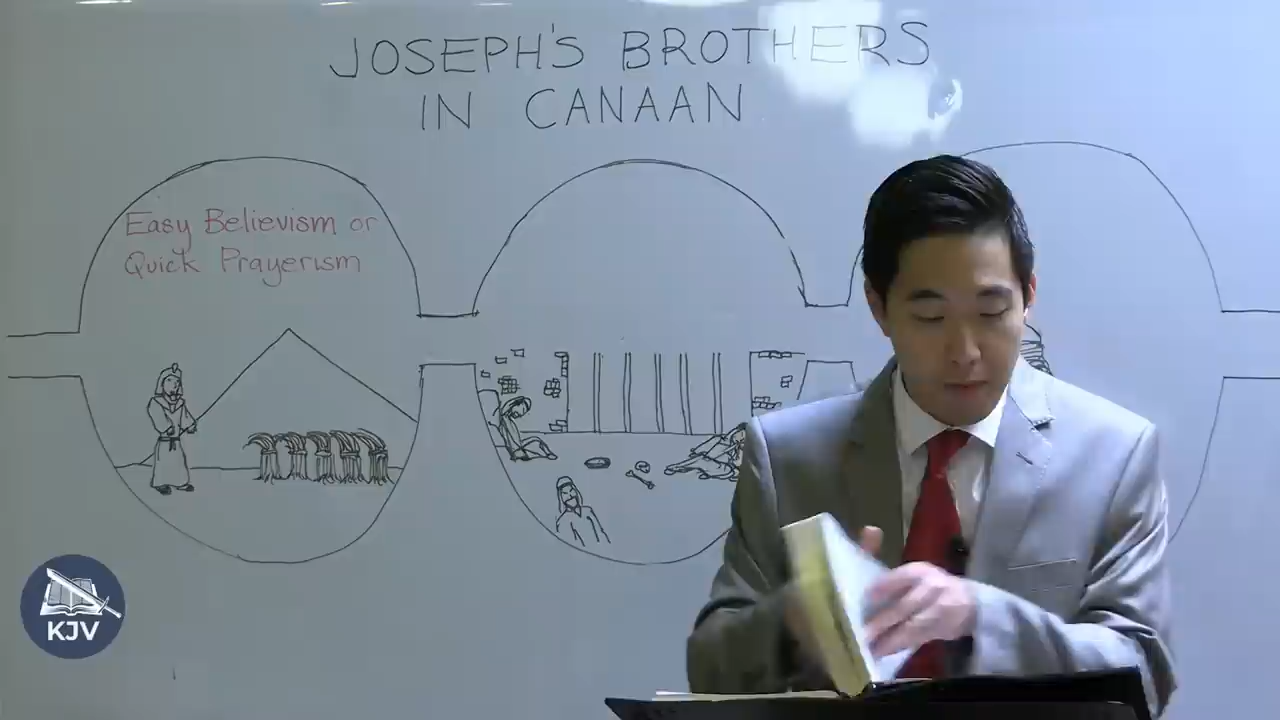 JOSEPH'S BROTHERS
IN CANAAN
Easy Believism or
Quick Prayerism
KJV